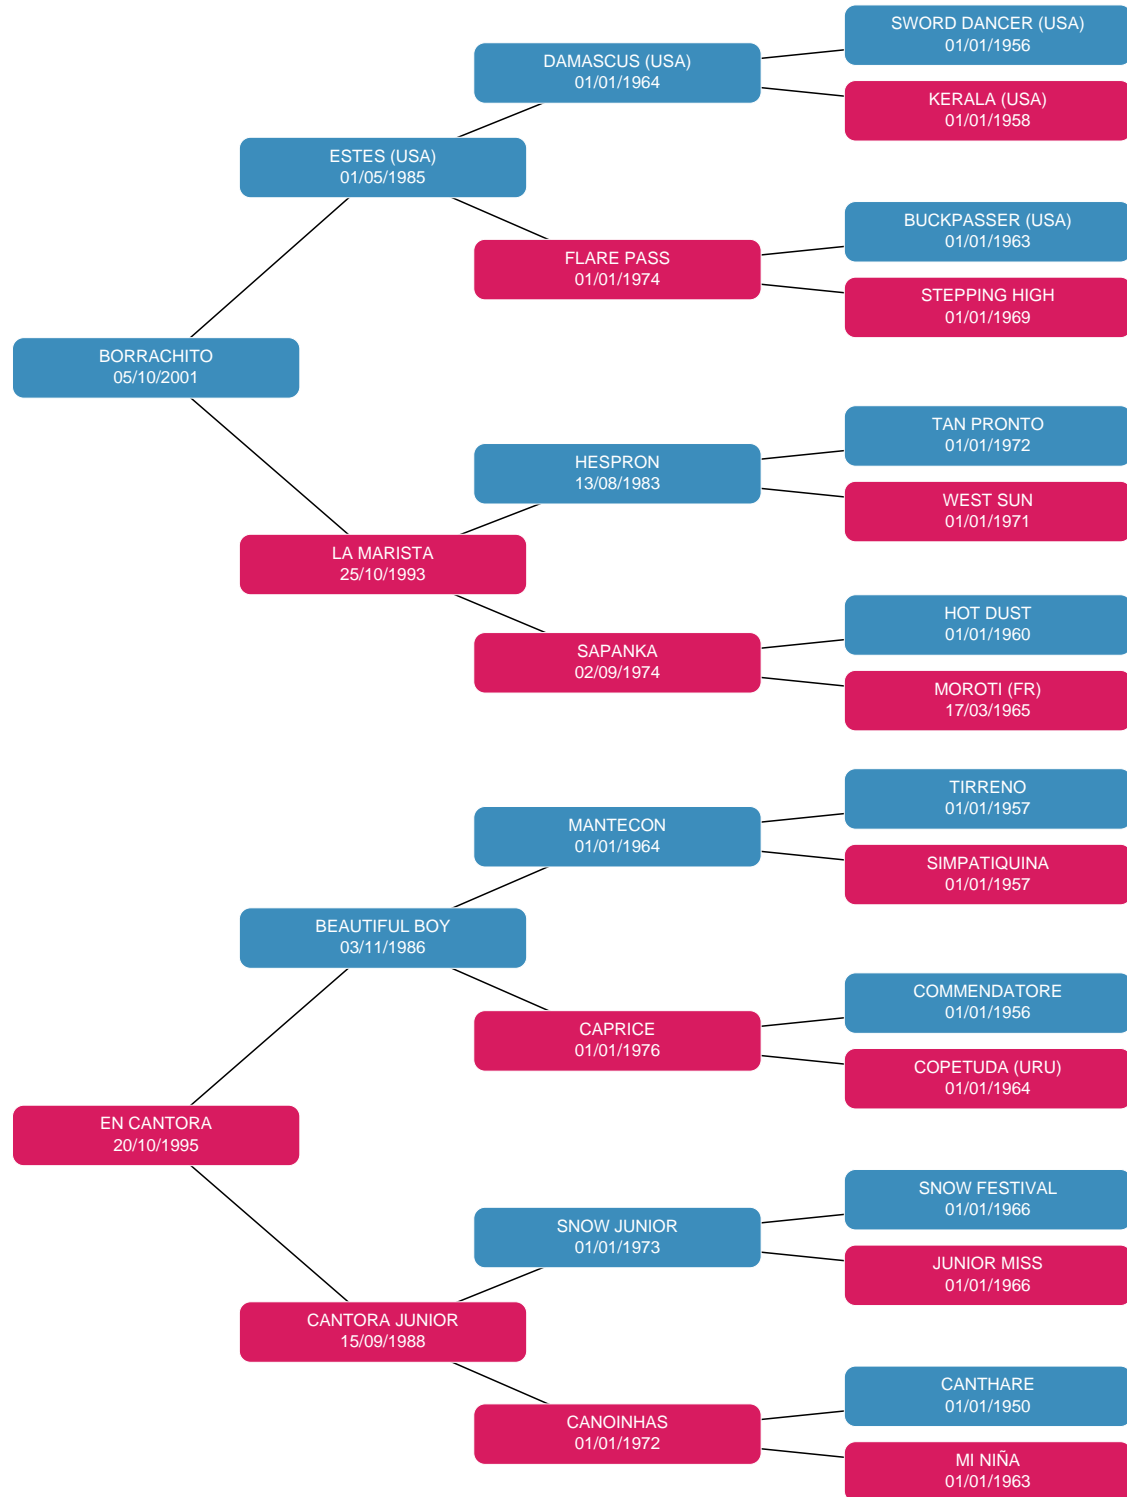 SWORD DANCER (USA)
01/01/1956
DAMASCUS (USA)
01/01/1964
KERALA (USA)
01/01/1958
ESTES (USA)
01/05/1985
BUCKPASSER (USA)
01/01/1963
FLARE PASS
01/01/1974
STEPPING HIGH
01/01/1969
BORRACHITO
05/10/2001
TAN PRONTO
01/01/1972
HESPRON
13/08/1983
WEST SUN
01/01/1971
LA MARISTA
25/10/1993
HOT DUST
01/01/1960
SAPANKA
02/09/1974
MOROTI (FR)
17/03/1965
TIRRENO
01/01/1957
MANTECON
01/01/1964
SIMPATIQUINA
01/01/1957
BEAUTIFUL BOY
03/11/1986
COMMENDATORE
01/01/1956
CAPRICE
01/01/1976
COPETUDA (URU)
01/01/1964
EN CANTORA
20/10/1995
SNOW FESTIVAL
01/01/1966
SNOW JUNIOR
01/01/1973
JUNIOR MISS
01/01/1966
CANTORA JUNIOR
15/09/1988
CANTHARE
01/01/1950
CANOINHAS
01/01/1972
MI NIÑA
01/01/1963